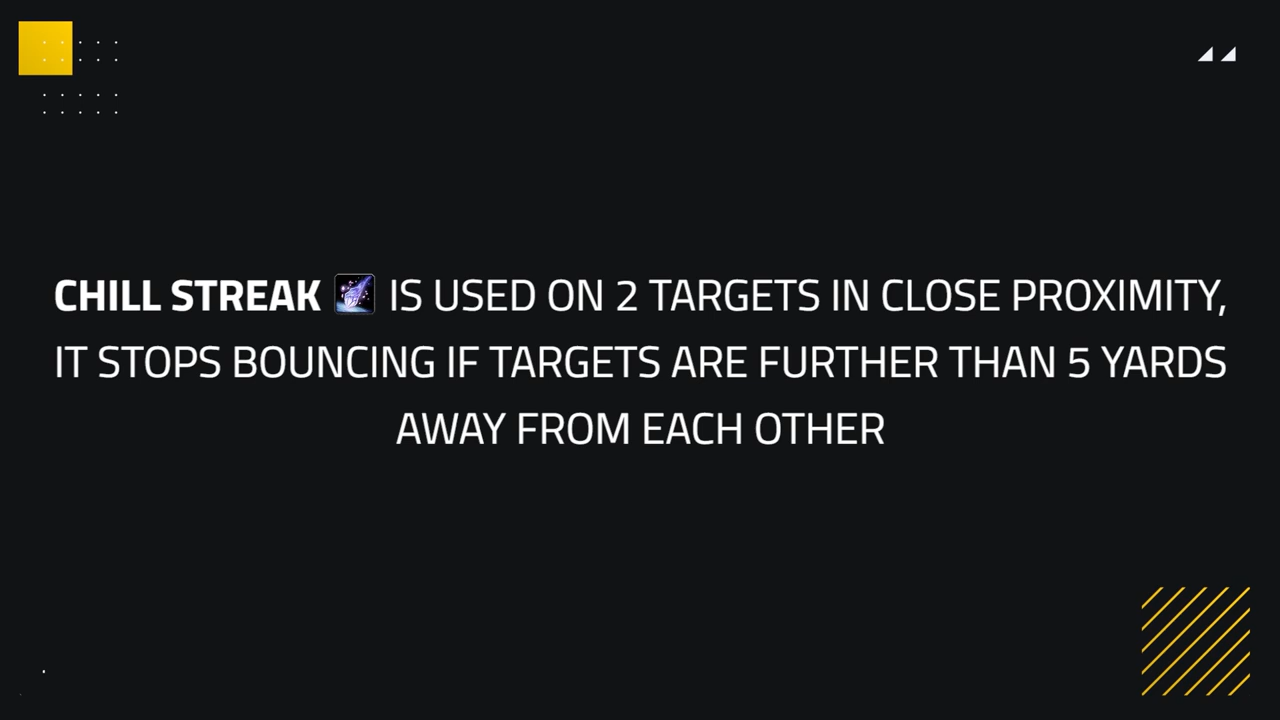 CHILL STREAK IS USED ON 2 TARGETS IN CLOSE PROXIMITY,
IT STOPS BOUNCING IF TARGETS ARE FURTHER THAN 5 YARDS
AWAY FROM EACH OTHER